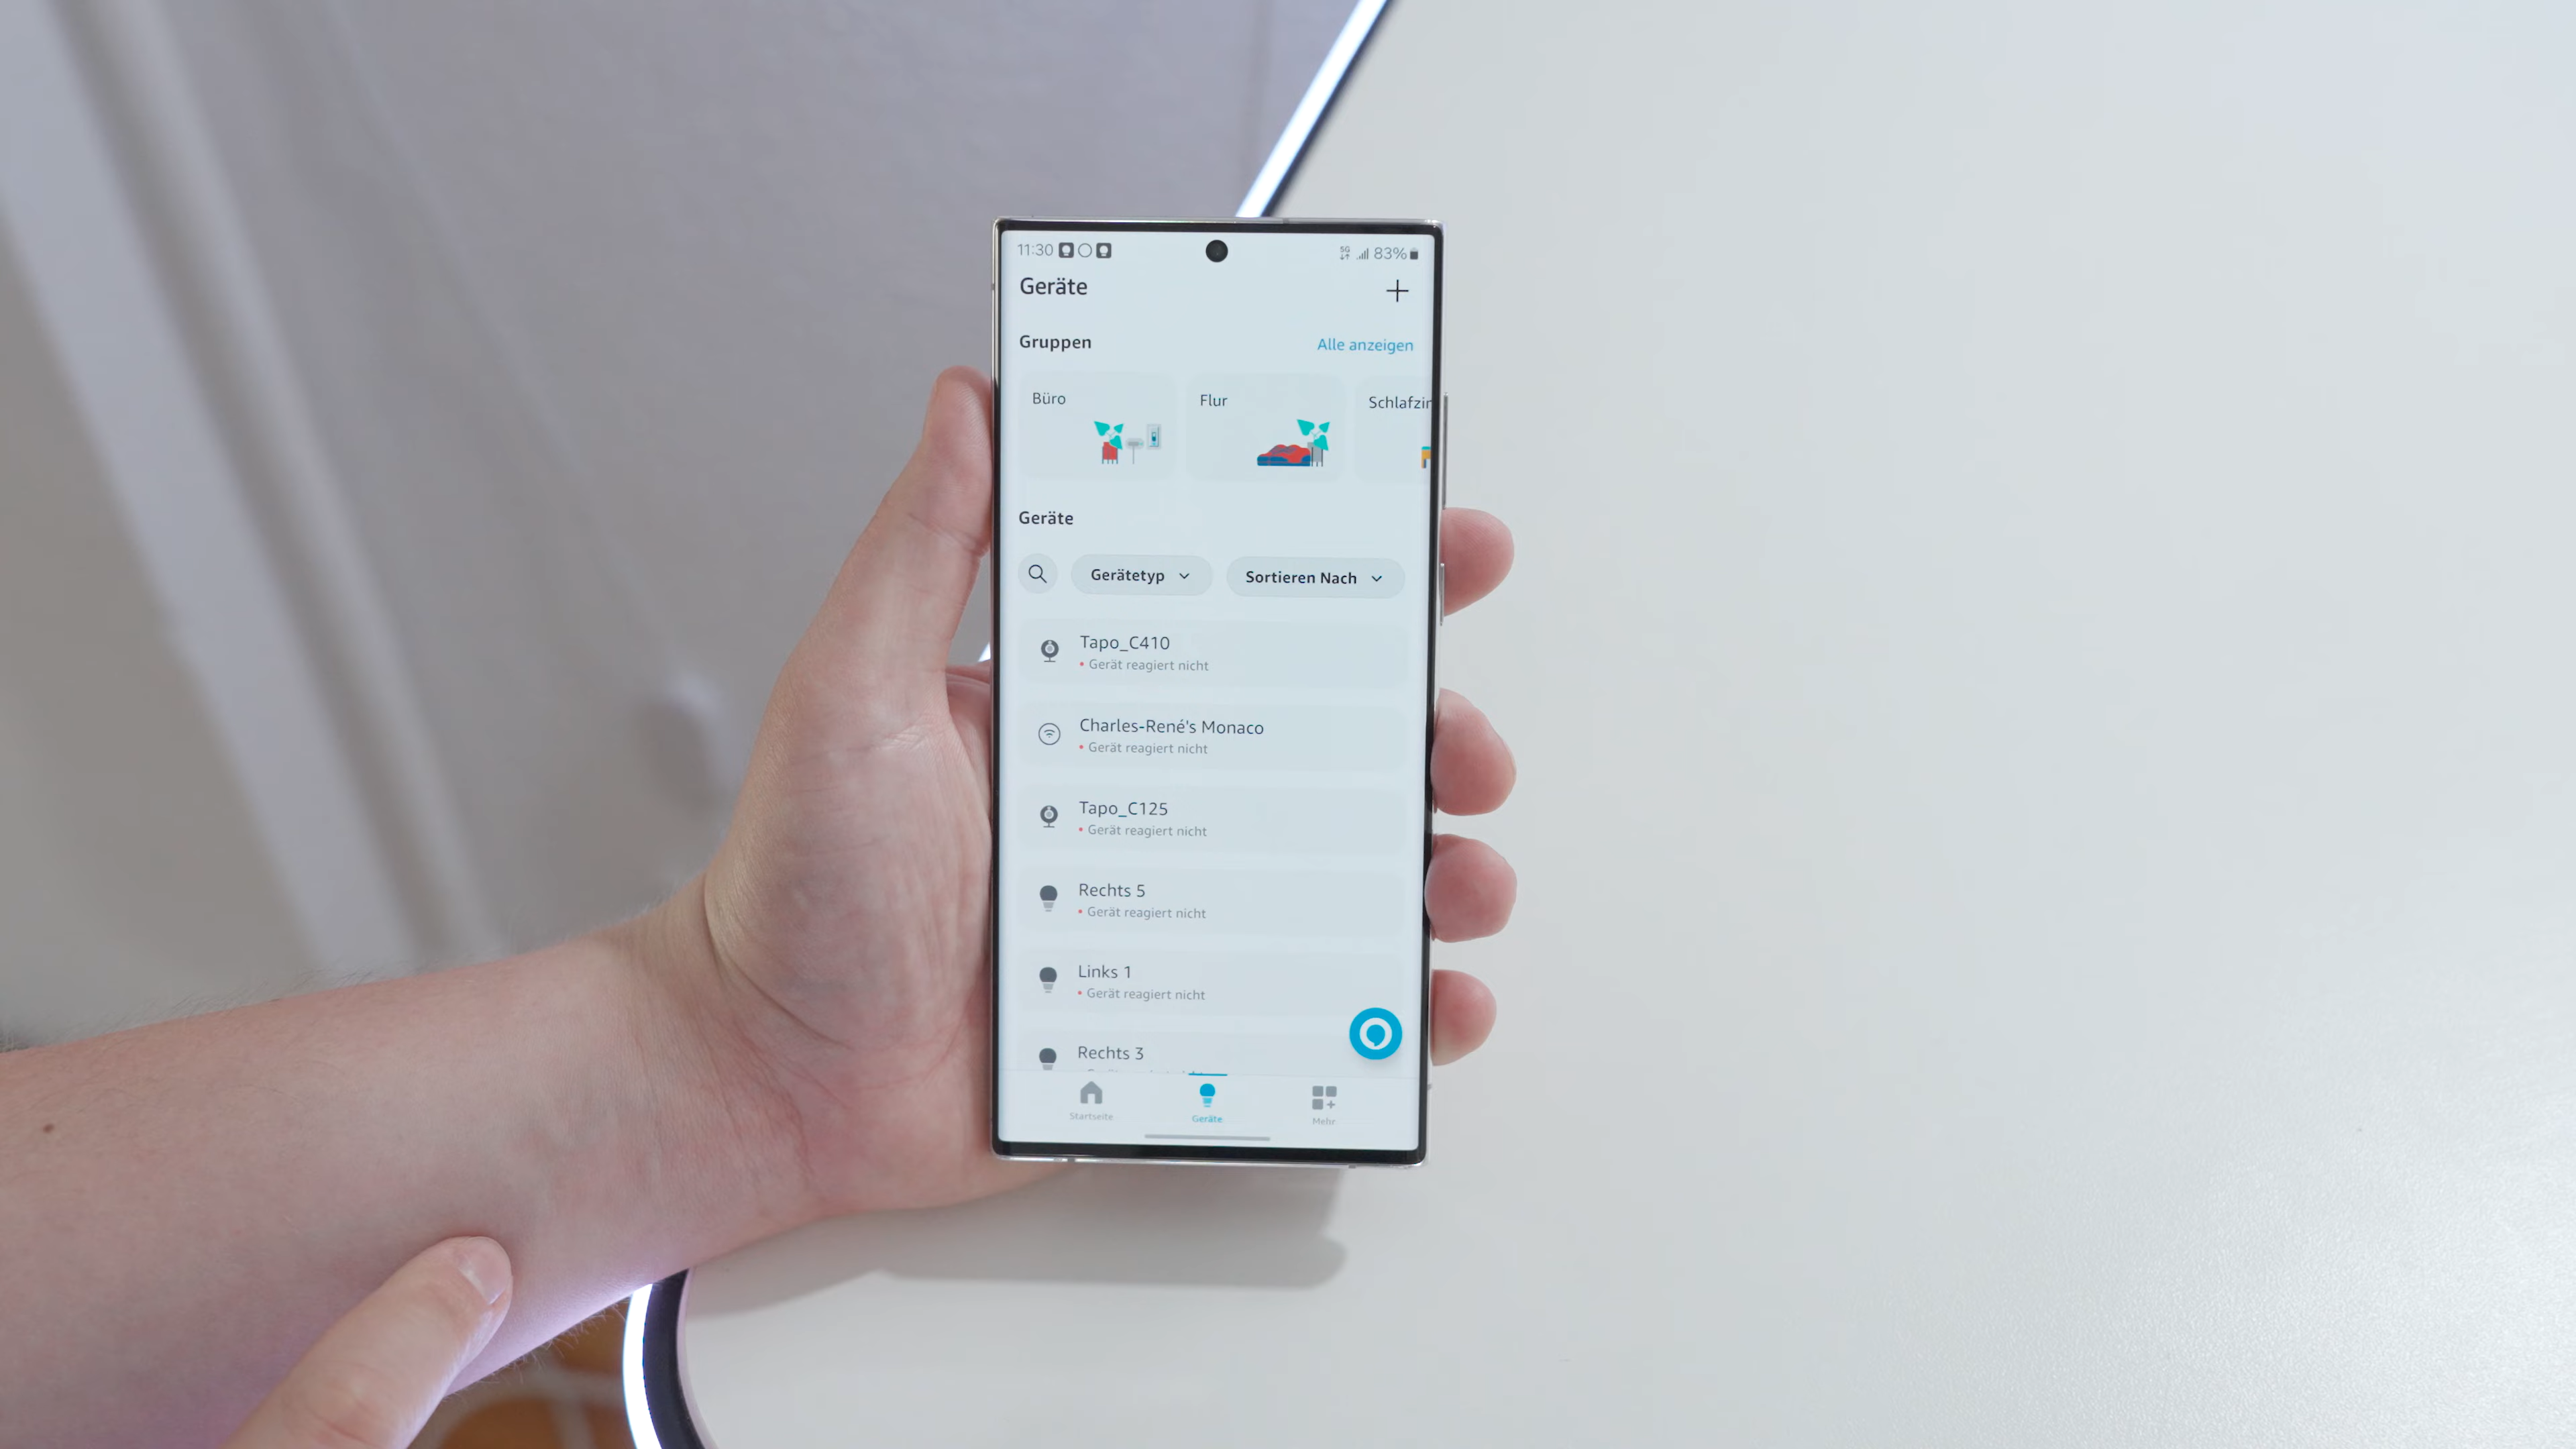 11:30
5G
83%
Geräte
Gruppen
Alle anzeigen
Büro
Flur
Schlafzi
Geräte
Gerätetyp
Sortieren Nach
Tapo_C410
• Gerät reagiert nicht
Charles-René's Monaco
• Gerät reagiert nicht
Tapo_C125
• Gerät reagiert nicht
Rechts 5
• Gerät reagiert nicht
Links 1
• Gerät reagiert nicht
Rechts 3
Startseite
Geräte
Mehr